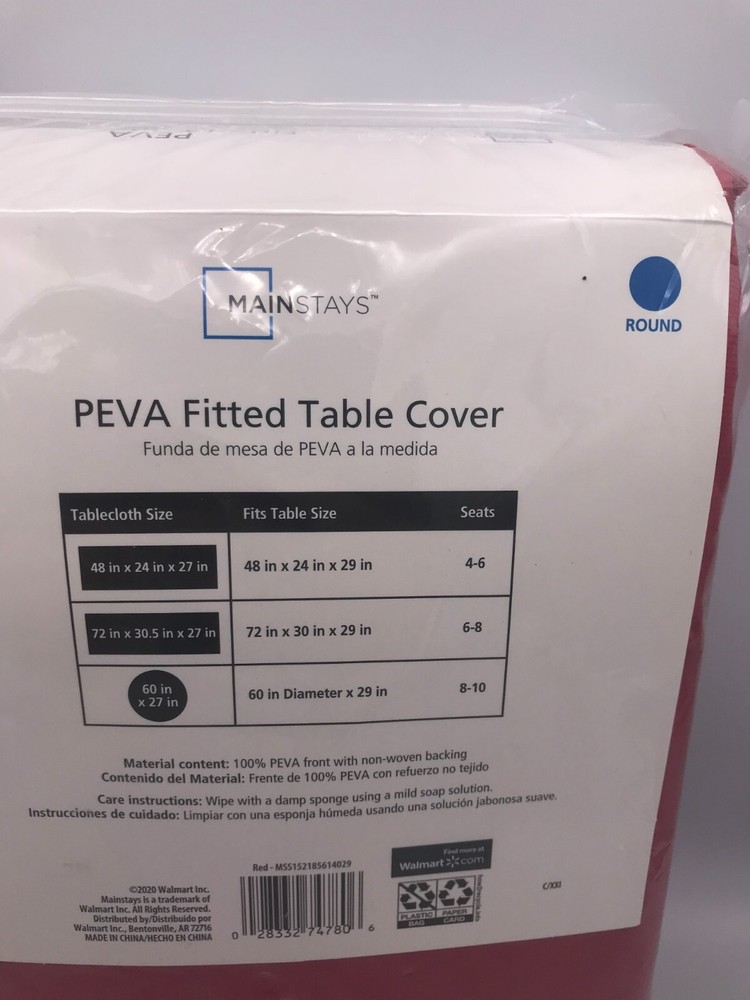 PEVA
MAINSTAYS™
ROUND
PEVA Fitted Table Cover
Funda de mesa de PEVA a la medida
Tablecloth Size Fits Table Size Seats
48 in x 24 in x 27 in 48 in x 24 in x 29 in 4-6
72 in x 30.5 in x 27 in 72 in x 30 in x 29 in 6-8
60 in
x 27 in 60 in Diameter x 29 in 8-10
Material content: 100% PEVA front with non-woven backing
Contenido del Material: Frente de 100% PEVA con refuerzo no tejido
Care instructions: Wipe with a damp sponge using a mild soap solution.
Instrucciones de cuidado: Limpiar con una esponja húmeda usando una solución jabonosa suave.
©2020 Walmart Inc.
Mainstays is a trademark of
Walmart Inc. All Rights Reserved.
Distributed by/Distribuido por
Walmart Inc., Bentonville, AR 72716
MADE IN CHINA/HECHO EN CHINA
Red - MS5152185614029
0 28332 74780 6
Find more at
Walmart.com
PLASTIC
BAG
PAPER
CARD
how2recycle.info
C/XXI